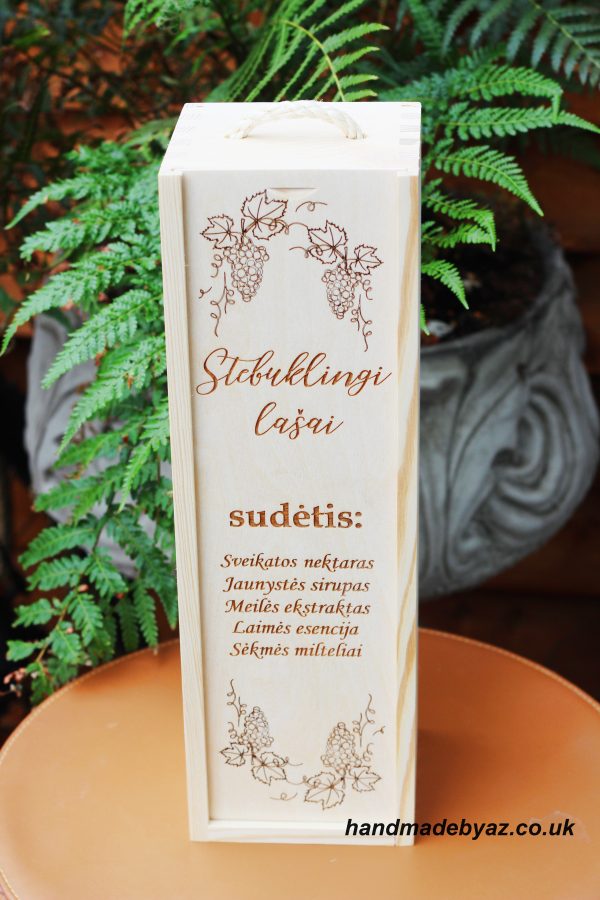 Stebuklingi
lašai
sudėtis:
Sveikatos nektaras
Jaunystės sirupas
Meilės ekstraktas
Laimės esencija
Sėkmės milteliai
handmadebyaz.co.uk